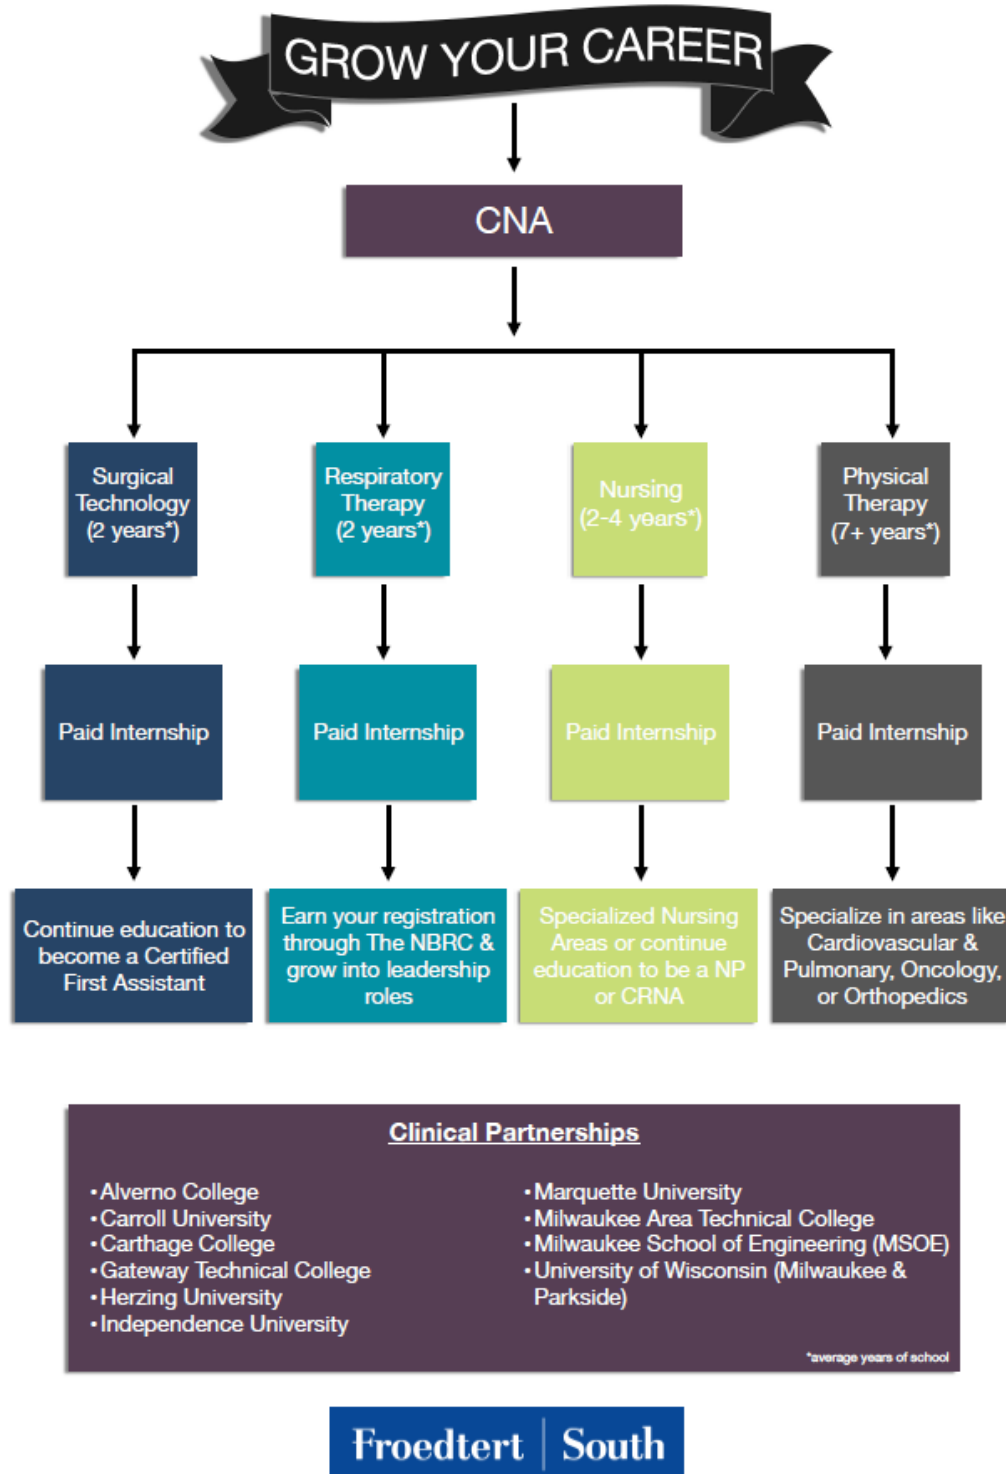 GROW YOUR CAREER
CNA
Surgical
Technology
(2 years*)
Respiratory
Therapy
(2 years*)
Nursing
(2-4 years*)
Physical
Therapy
(7+ years*)
Paid Internship
Paid Internship
Paid Internship
Paid Internship
Continue education to
become a Certified
First Assistant
Earn your registration
through The NBRC &
grow into leadership
roles
Specialized Nursing
Areas or continue
education to be a NP
or CRNA
Specialize in areas like
Cardiovascular &
Pulmonary, Oncology,
or Orthopedics
Clinical Partnerships
• Alverno College
• Carroll University
• Carthage College
• Gateway Technical College
• Herzing University
• Independence University
• Marquette University
• Milwaukee Area Technical College
• Milwaukee School of Engineering (MSOE)
• University of Wisconsin (Milwaukee &
Parkside)
*average years of school
Froedtert | South